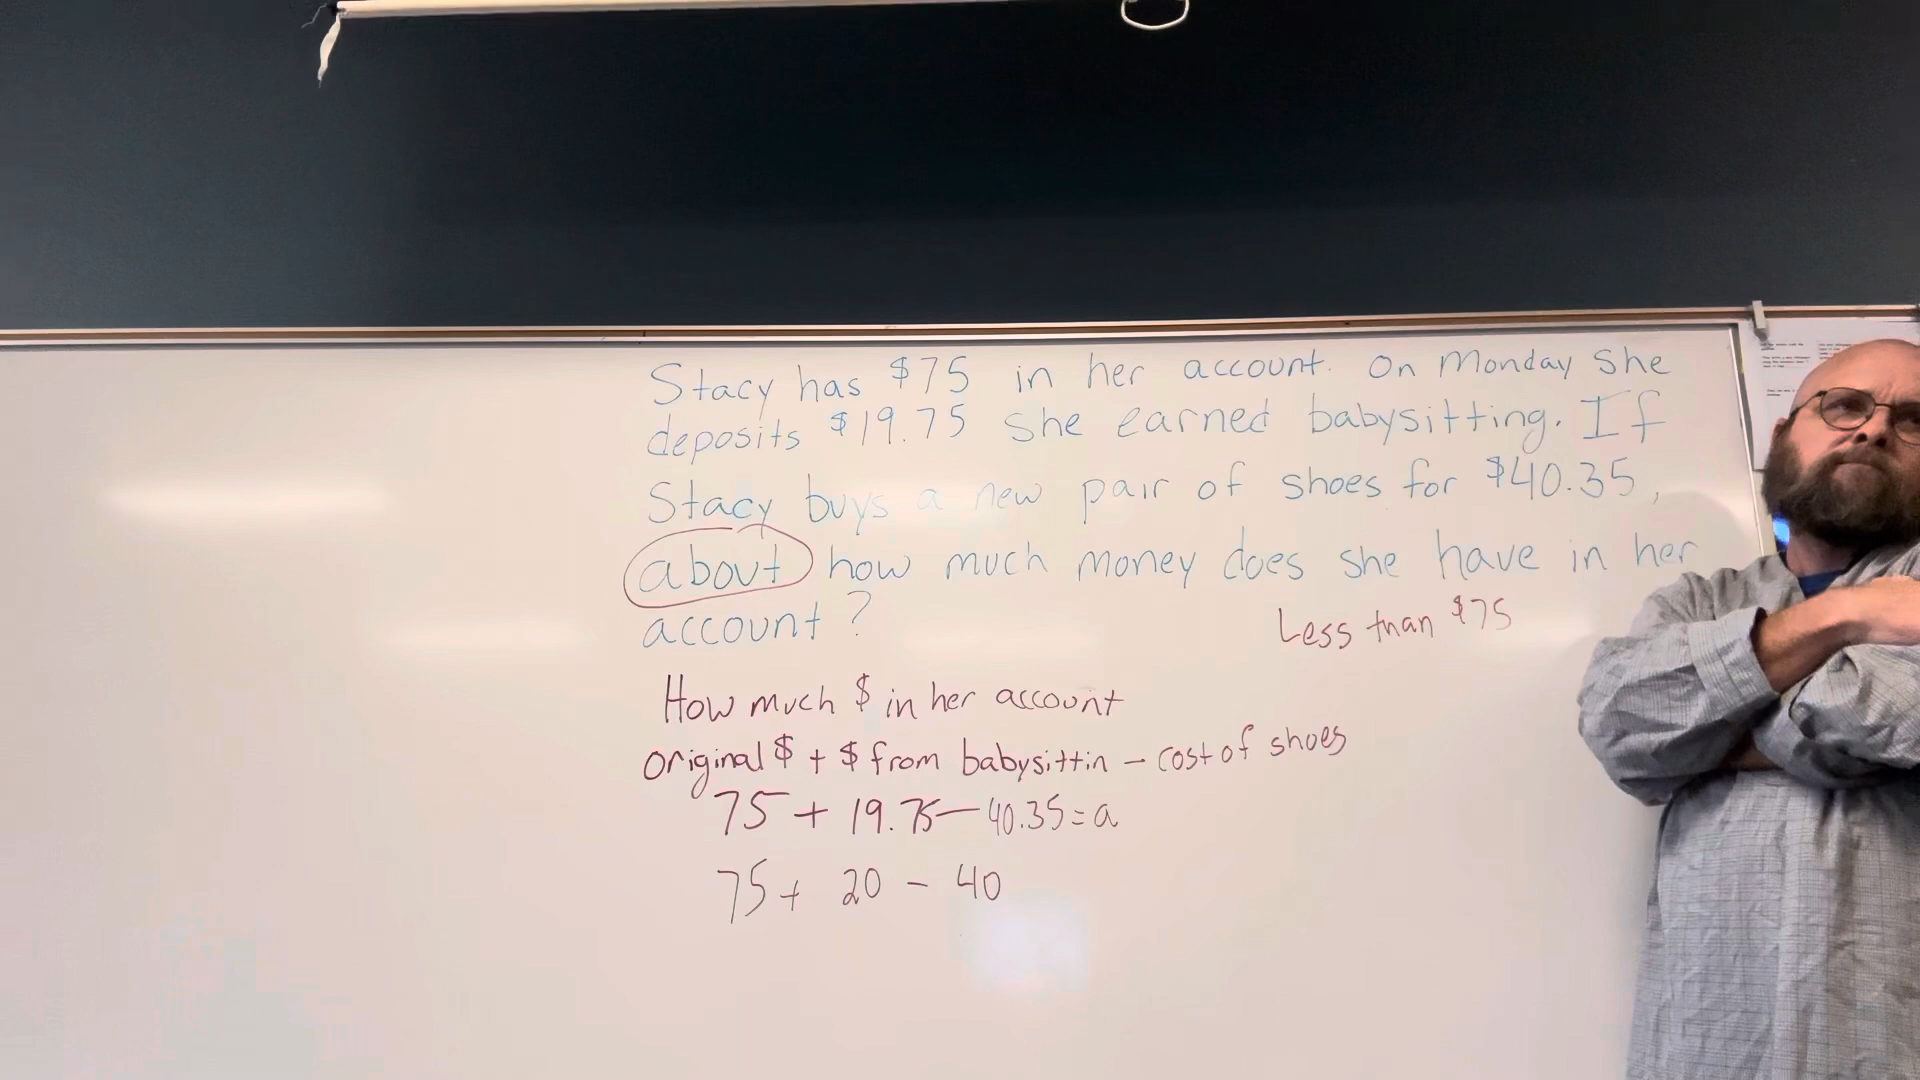 Stacy has $75 in her account. On Monday She
deposits $19.75 she earned babysitting. If
Stacy buys a new pair of shoes for $40.35,
about how much money does she have in her
account?
Less than $75
How much $ in her account
original $ + $ from babysittin - cost of shoes
75 + 19.75 - 40.35 = a
75 + 20 - 40